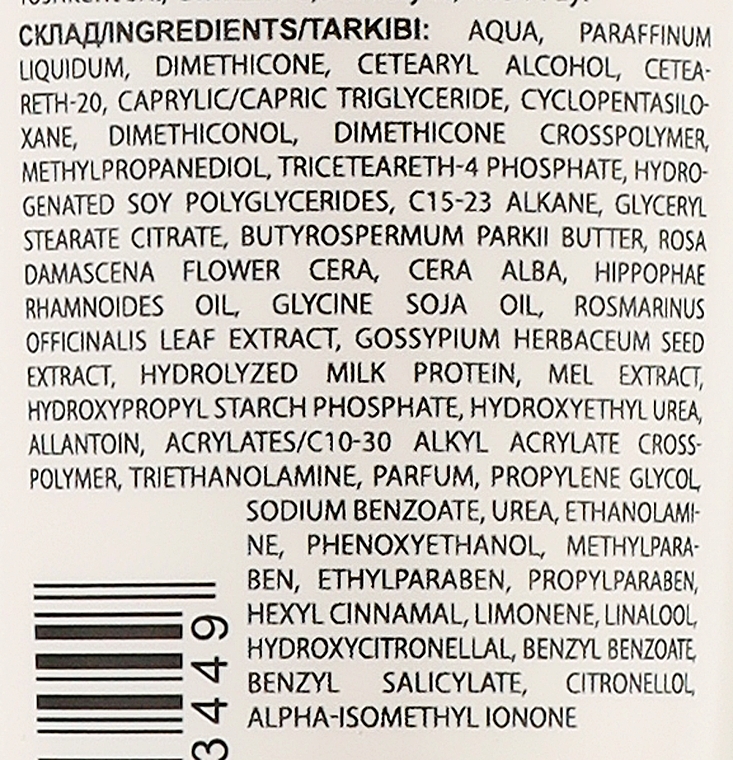 СКЛАД/INGREDIENTS/TARKIBI: AQUA, PARAFFINUM
LIQUIDUM, DIMETHICONE, CETEARYL ALCOHOL, CETEA-
RETH-20, CAPRYLIC/CAPRIC TRIGLYCERIDE, CYCLOPENTASILO-
XANE, DIMETHICONOL, DIMETHICONE CROSSPOLYMER,
METHYLPROPANEDIOL, TRICETEARETH-4 PHOSPHATE, HYDRO-
GENATED SOY POLYGLYCERIDES, C15-23 ALKANE, GLYCERYL
STEARATE CITRATE, BUTYROSPERMUM PARKII BUTTER, ROSA
DAMASCENA FLOWER CERA, CERA ALBA, HIPPOPHAE
RHAMNOIDES OIL, GLYCINE SOJA OIL, ROSMARINUS
OFFICINALIS LEAF EXTRACT, GOSSYPIUM HERBACEUM SEED
EXTRACT, HYDROLYZED MILK PROTEIN, MEL EXTRACT,
HYDROXYPROPYL STARCH PHOSPHATE, HYDROXYETHYL UREA,
ALLANTOIN, ACRYLATES/C10-30 ALKYL ACRYLATE CROSS-
POLYMER, TRIETHANOLAMINE, PARFUM, PROPYLENE GLYCOL,
SODIUM BENZOATE, UREA, ETHANOLAMI-
NE, PHENOXYETHANOL, METHYLPARA-
BEN, ETHYLPARABEN, PROPYLPARABEN,
HEXYL CINNAMAL, LIMONENE, LINALOOL,
HYDROXYCITRONELLAL, BENZYL BENZOATE,
BENZYL SALICYLATE, CITRONELLOL,
ALPHA-ISOMETHYL IONONE
3449